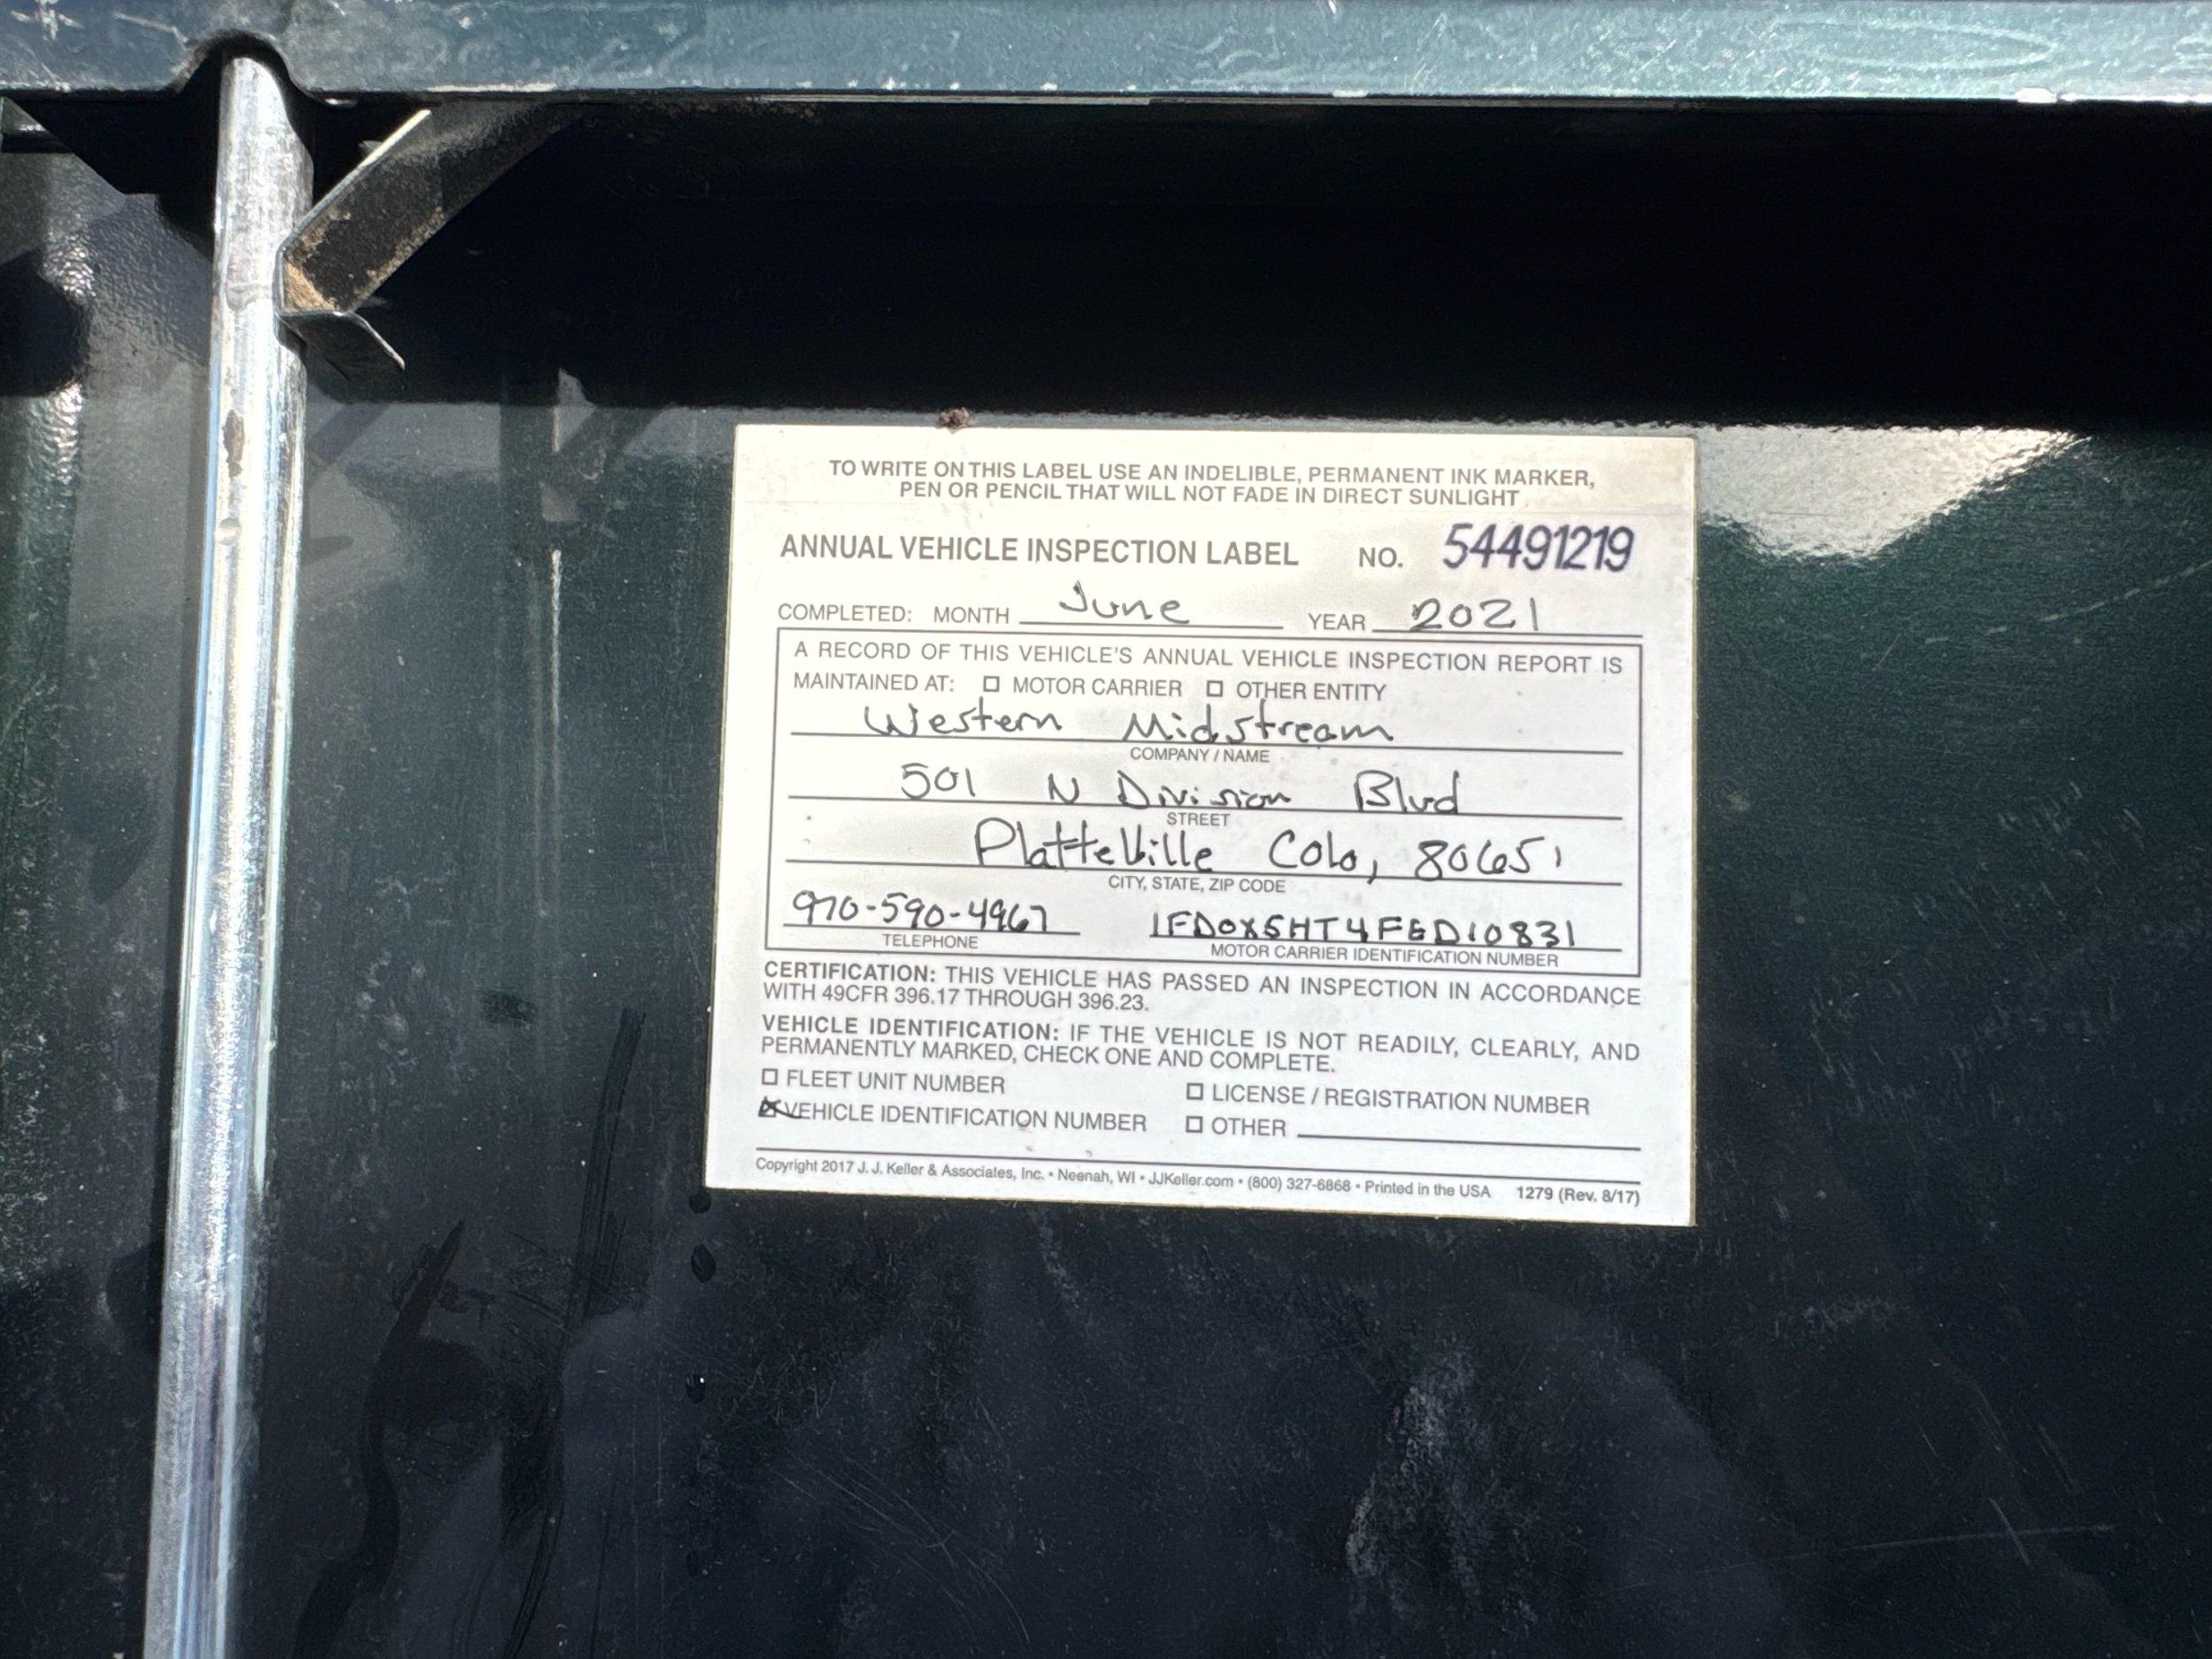 TO WRITE ON THIS LABEL USE AN INDELIBLE, PERMANENT INK MARKER,
PEN OR PENCIL THAT WILL NOT FADE IN DIRECT SUNLIGHT
ANNUAL VEHICLE INSPECTION LABEL NO. 54491219
COMPLETED: MONTH June YEAR 2021
A RECORD OF THIS VEHICLE'S ANNUAL VEHICLE INSPECTION REPORT IS
MAINTAINED AT: ☐ MOTOR CARRIER ☐ OTHER ENTITY
Western Midstream
COMPANY / NAME
501 N Division Blvd
STREET
Platteville Colo, 80651
CITY, STATE, ZIP CODE
970-590-4967 1FD0X5HT4FED10831
TELEPHONE MOTOR CARRIER IDENTIFICATION NUMBER
CERTIFICATION: THIS VEHICLE HAS PASSED AN INSPECTION IN ACCORDANCE
WITH 49CFR 396.17 THROUGH 396.23.
VEHICLE IDENTIFICATION: IF THE VEHICLE IS NOT READILY, CLEARLY, AND
PERMANENTLY MARKED, CHECK ONE AND COMPLETE.
☐ FLEET UNIT NUMBER ☐ LICENSE / REGISTRATION NUMBER
☒ VEHICLE IDENTIFICATION NUMBER ☐ OTHER
Copyright 2017 J. J. Keller & Associates, Inc. • Neenah, WI • JJKeller.com • (800) 327-6868 • Printed in the USA 1279 (Rev. 8/17)